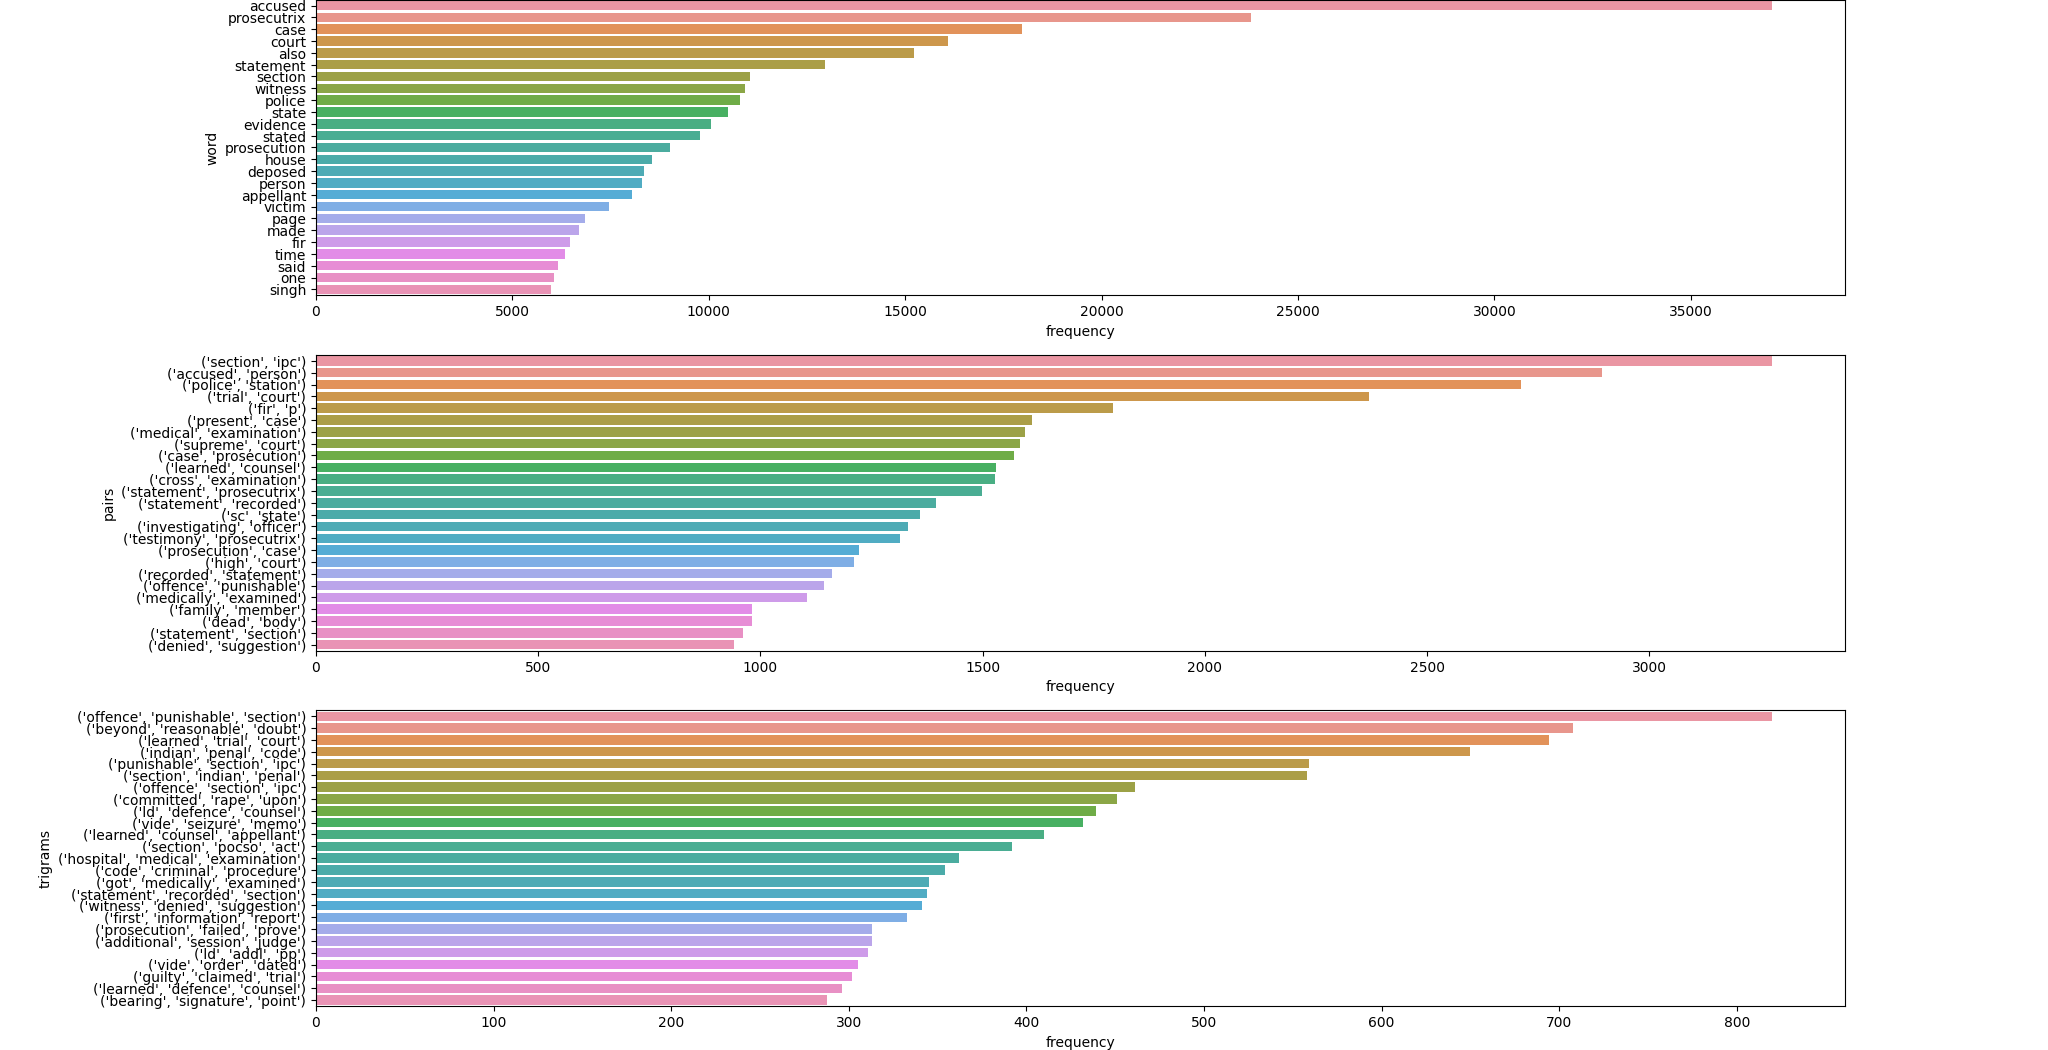 accused
prosecutrix
case
court
also
statement
section
witness
police
state
evidence
stated
prosecution
house
deposed
person
appellant
victim
page
made
fir
time
said
one
singh
word
0 5000 10000 15000 20000 25000 30000 35000
frequency
('section', 'ipc')
('accused', 'person')
('police', 'station')
('trial', 'court')
('fir', 'p')
('present', 'case')
('medical', 'examination')
('supreme', 'court')
('case', 'prosecution')
('learned', 'counsel')
('cross', 'examination')
('statement', 'prosecutrix')
('statement', 'recorded')
('sc', 'state')
('investigating', 'officer')
('testimony', 'prosecutrix')
('prosecution', 'case')
('high', 'court')
('recorded', 'statement')
('offence', 'punishable')
('medically', 'examined')
('family', 'member')
('dead', 'body')
('statement', 'section')
('denied', 'suggestion')
pairs
0 500 1000 1500 2000 2500 3000
frequency
('offence', 'punishable', 'section')
('beyond', 'reasonable', 'doubt')
('learned', 'trial', 'court')
('indian', 'penal', 'code')
('punishable', 'section', 'ipc')
('section', 'indian', 'penal')
('offence', 'section', 'ipc')
('committed', 'rape', 'upon')
('ld', 'defence', 'counsel')
('vide', 'seizure', 'memo')
('learned', 'counsel', 'appellant')
('section', 'pocso', 'act')
('hospital', 'medical', 'examination')
('code', 'criminal', 'procedure')
('got', 'medically', 'examined')
('statement', 'recorded', 'section')
('witness', 'denied', 'suggestion')
('first', 'information', 'report')
('prosecution', 'failed', 'prove')
('additional', 'session', 'judge')
('ld', 'addl', 'pp')
('vide', 'order', 'dated')
('guilty', 'claimed', 'trial')
('learned', 'defence', 'counsel')
('bearing', 'signature', 'point')
trigrams
0 100 200 300 400 500 600 700 800
frequency